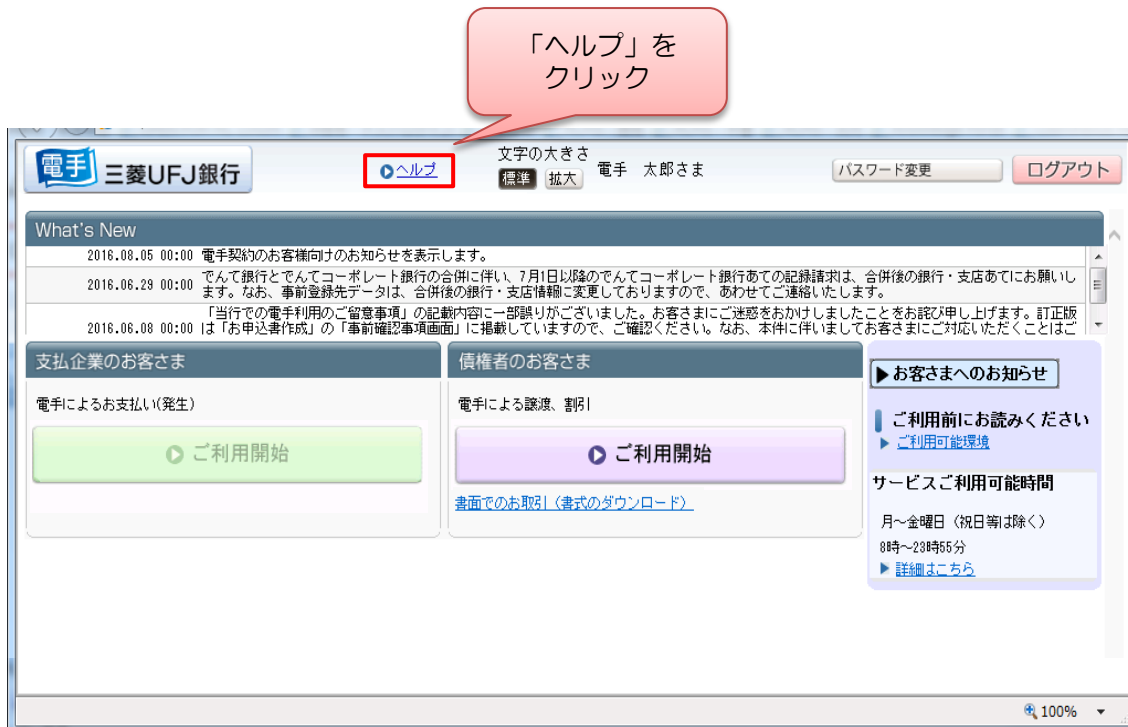 「ヘルプ」を
クリック
電手 三菱UFJ銀行
ヘルプ
文字の大きさ
標準 拡大
電手 太郎さま
パスワード変更
ログアウト
What's New
2016.08.05 00:00 電手契約のお客様向けのお知らせを表示します。
2016.06.29 00:00 でんて銀行とでんてコーポレート銀行の合併に伴い、7月1日以降のでんてコーポレート銀行あての記録請求は、合併後の銀行・支店あてにお願いし
ます。なお、事前登録先データは、合併後の銀行・支店情報に変更しておりますので、あわせてご連絡いたします。
「当行での電手利用のご留意事項」の記載内容に一部誤りがございました。お客さまにご迷惑をおかけしましたことをお詫び申し上げます。訂正版
2016.06.08 00:00 は「お申込書作成」の「事前確認事項画面」に掲載していますので、ご確認ください。なお、本件に伴いましてお客さまにご対応いただくことはご
支払企業のお客さま
電手によるお支払い(発生)
ご利用開始
債権者のお客さま
電手による譲渡、割引
ご利用開始
書面でのお取引（書式のダウンロード）
お客さまへのお知らせ
ご利用前にお読みください
ご利用可能環境
サービスご利用可能時間
月～金曜日（祝日等は除く）
8時～23時55分
詳細はこちら
100%